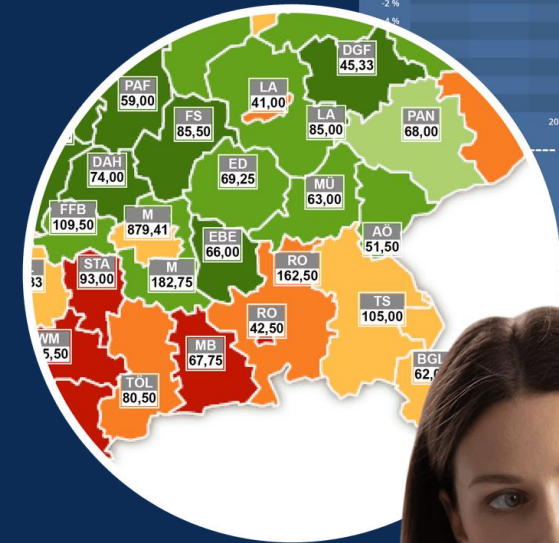 -2 %
-4 %
20
DGF
45,33
PAF
59,00
LA
41,00
FS
85,50
LA
85,00
PAN
68,00
DAH
74,00
ED
69,25
MÜ
63,00
FFB
109,50
M
879,41
EBE
66,00
AÖ
51,50
STA
93,00
M
182,75
RO
162,50
TS
105,00
RO
42,50
MB
67,75
TÖL
80,50
BGL